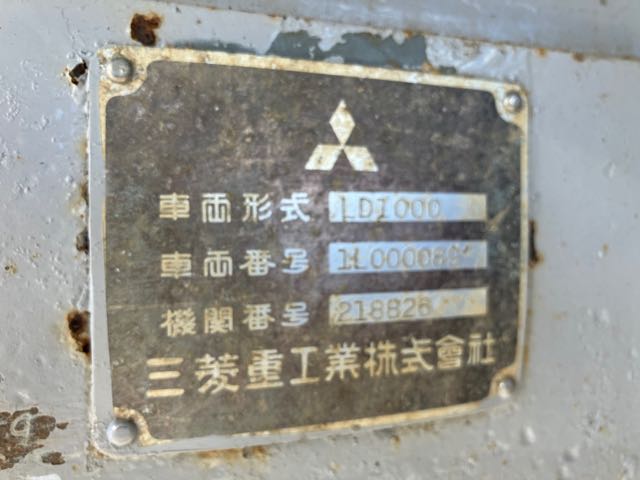 車両形式 LD1000
車両番号
機関番号 218826
三菱重工業株式會社